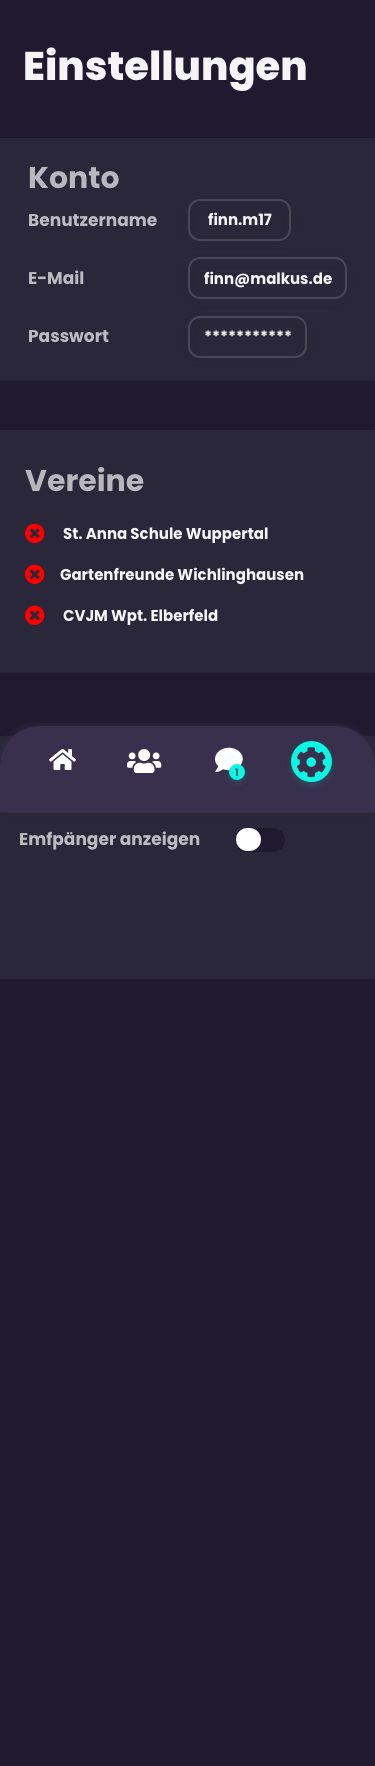 Einstellungen
Konto
Benutzername finn.m17
E-Mail finn@malkus.de
Passwort ***********
Vereine
St. Anna Schule Wuppertal
Gartenfreunde Wichlinghausen
CVJM Wpt. Elberfeld
1
Emfpänger anzeigen